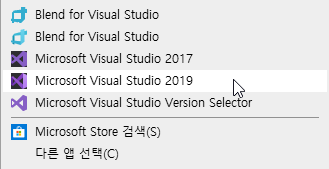 Blend for Visual Studio
Blend for Visual Studio
Microsoft Visual Studio 2017
Microsoft Visual Studio 2019
Microsoft Visual Studio Version Selector
Microsoft Store 검색(S)
다른 앱 선택(C)